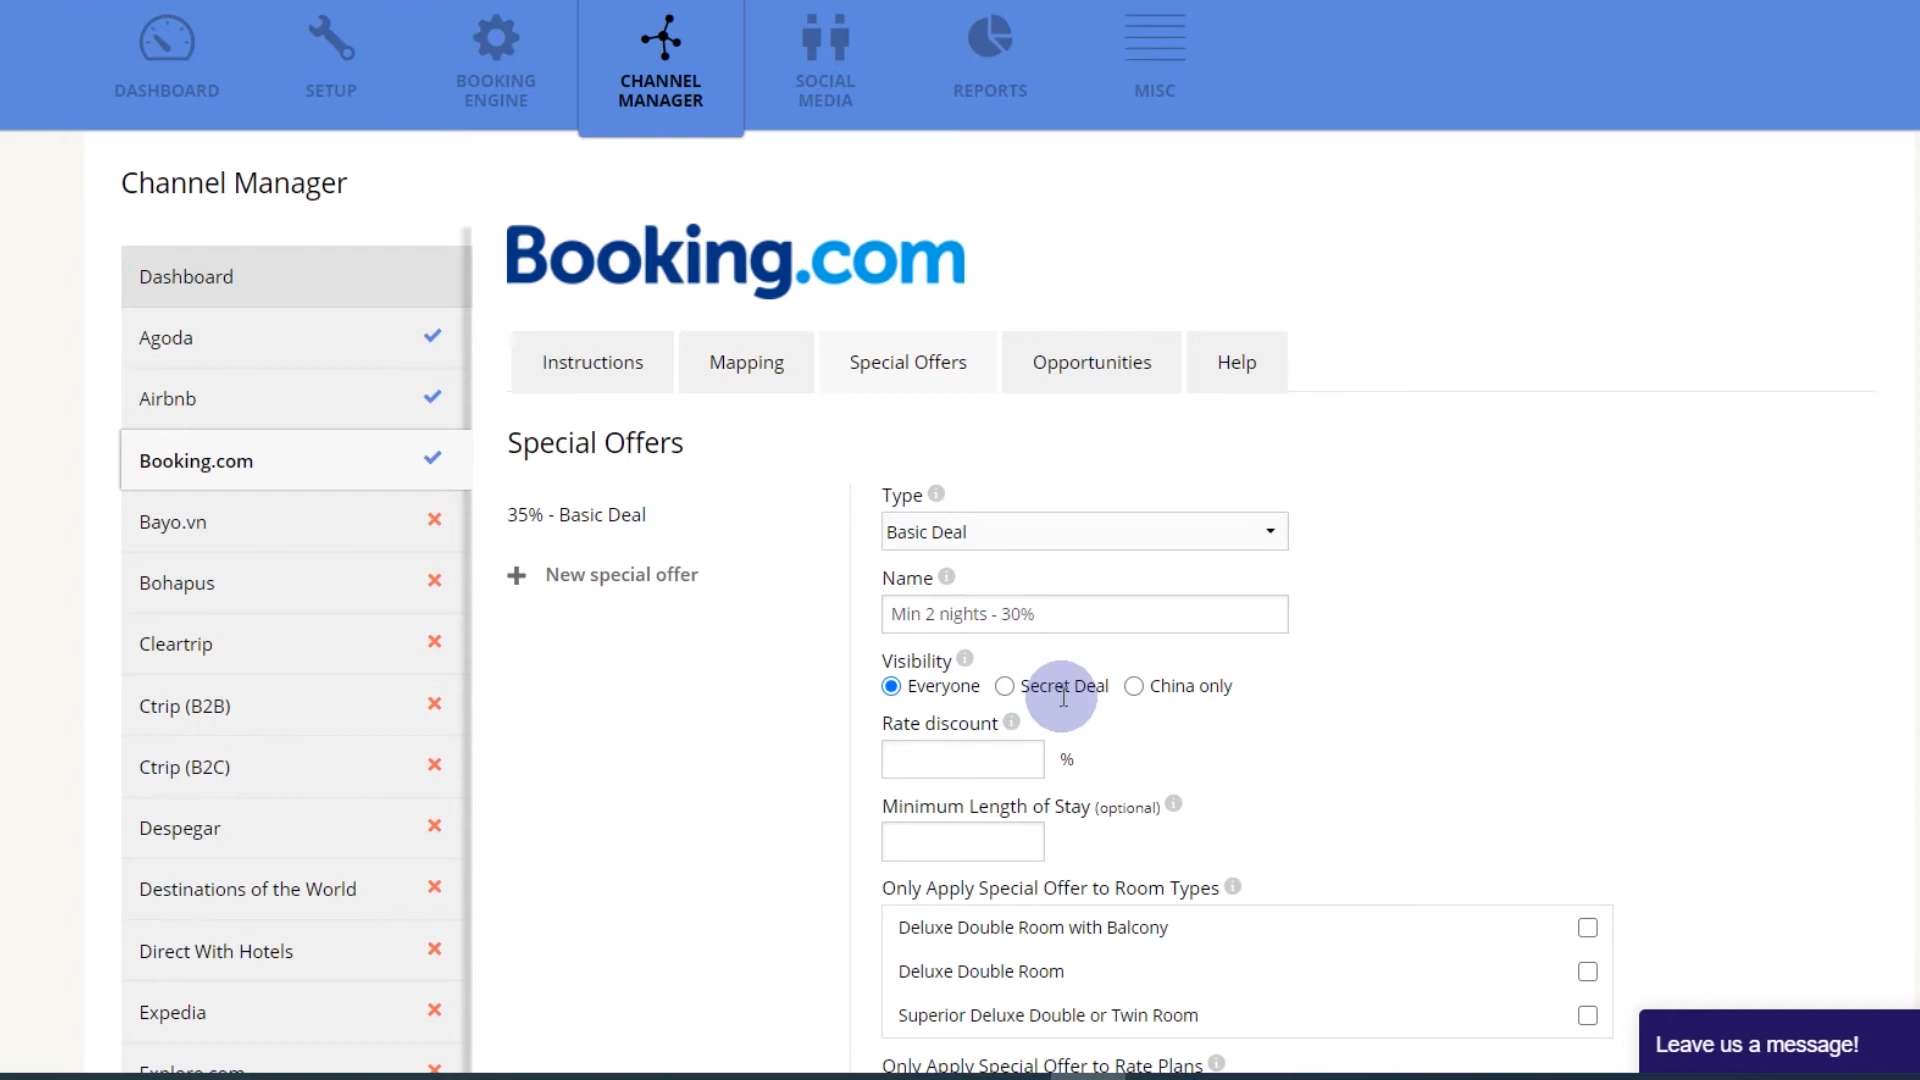 DASHBOARD
SETUP
BOOKING
ENGINE
CHANNEL
MANAGER
SOCIAL
MEDIA
REPORTS
MISC
Channel Manager
Dashboard
Agoda
Airbnb
Booking.com
Bayo.vn
Bohapus
Cleartrip
Ctrip (B2B)
Ctrip (B2C)
Despegar
Destinations of the World
Direct With Hotels
Expedia
Explore.com
Booking.com
Instructions
Mapping
Special Offers
Opportunities
Help
Special Offers
35% - Basic Deal
New special offer
Type
Basic Deal
Name
Min 2 nights - 30%
Visibility
Everyone Secret Deal China only
Rate discount
%
Minimum Length of Stay (optional)
Only Apply Special Offer to Room Types
Deluxe Double Room with Balcony
Deluxe Double Room
Superior Deluxe Double or Twin Room
Only Apply Special Offer to Rate Plans
Leave us a message!